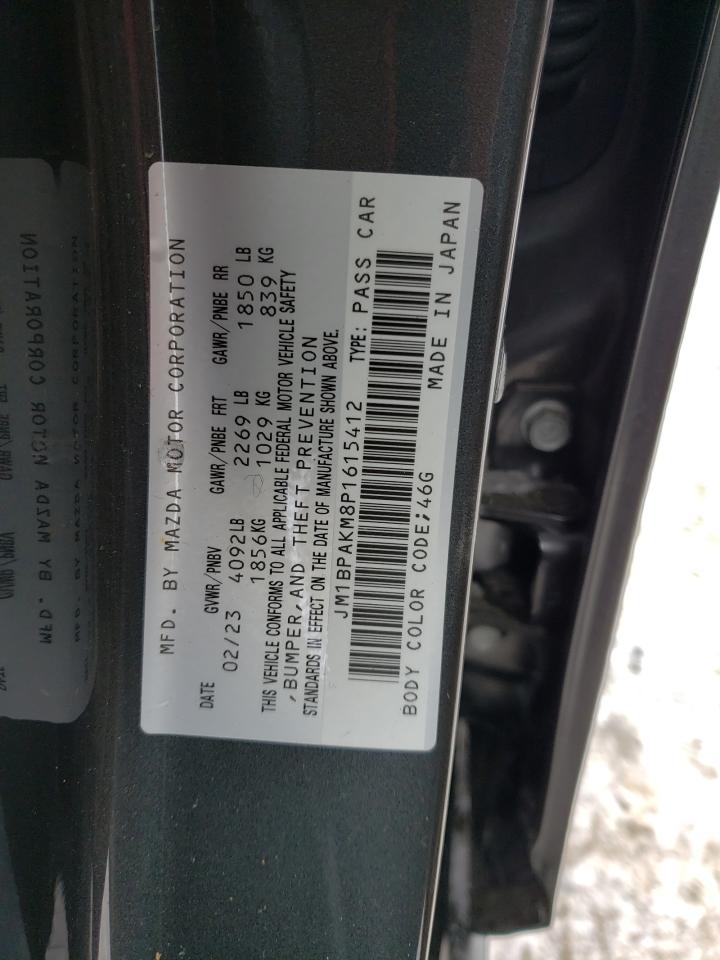 MFD. BY MAZDA MOTOR CORPORATION
DATE GVWR/PNBV GAWR/PNBE FRT GAWR/PNBE RR
02/23 4092LB 2269 LB 1850 LB
1856KG 1029 KG 839 KG
THIS VEHICLE CONFORMS TO ALL APPLICABLE FEDERAL MOTOR VEHICLE SAFETY
,BUMPER,AND THEFT PREVENTION
STANDARDS IN EFFECT ON THE DATE OF MANUFACTURE SHOWN ABOVE.
JM1BPAKM8P1615412 TYPE: PASS CAR
BODY COLOR CODE;46G MADE IN JAPAN